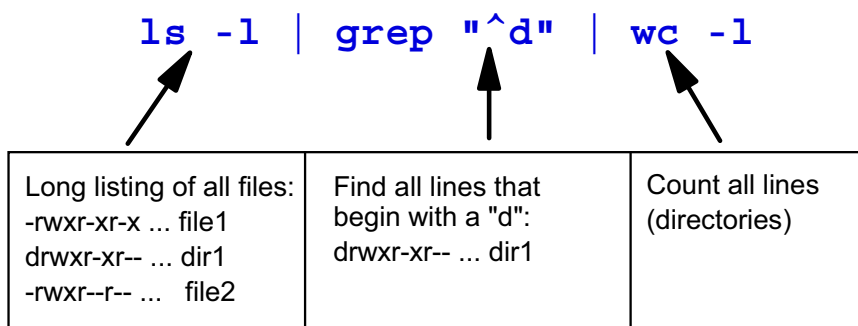 ls -l | grep "^d" | wc -l
Long listing of all files:
-rwxr-xr-x ... file1
drwxr-xr-- ... dir1
-rwxr--r-- ... file2
Find all lines that
begin with a "d":
drwxr-xr-- ... dir1
Count all lines
(directories)